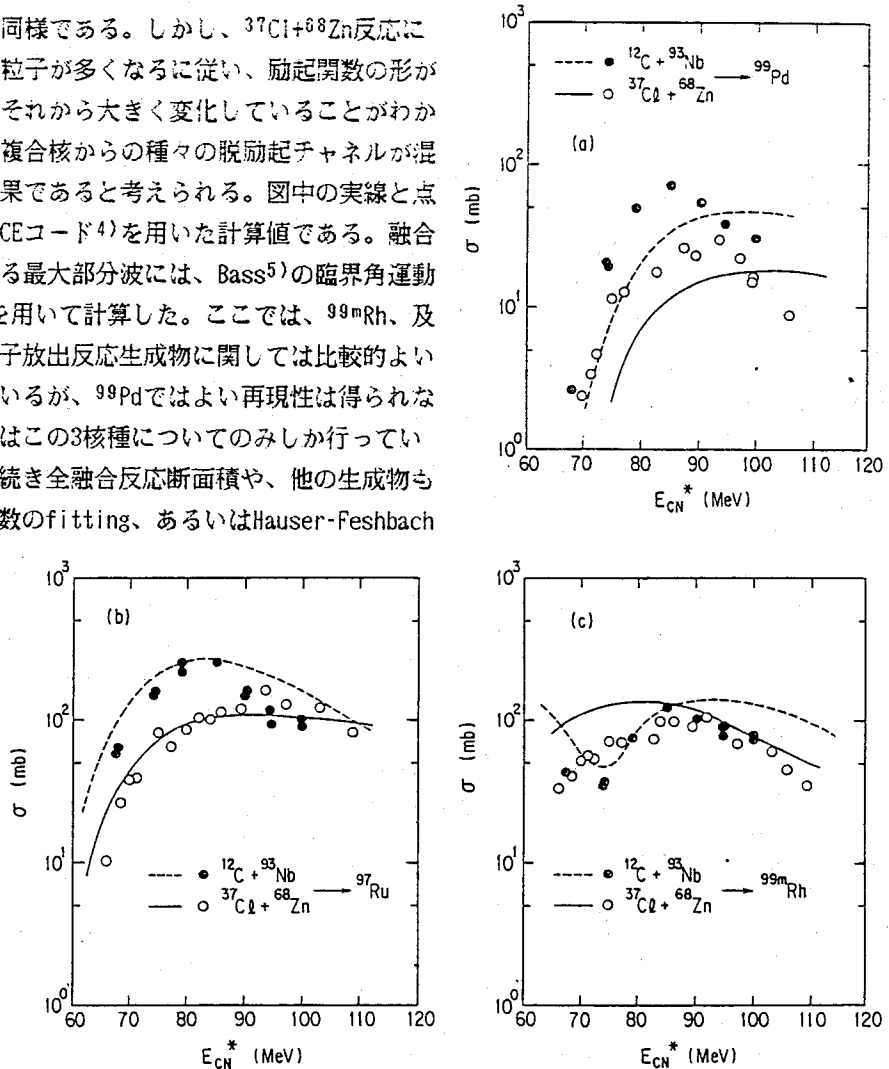 同様である。しかし、³⁷Cl+⁶⁸Zn反応に
粒子が多くなるに従い、励起関数の形が
それから大きく変化していることがわか
複合核からの種々の脱励起チャネルが混
果であると考えられる。図中の実線と点
CEコード⁴⁾を用いた計算値である。融合
る最大部分波には、Bass⁵⁾の臨界角運動
を用いて計算した。ここでは、⁹⁹ᵐRh、及
子放出反応生成物に関しては比較的よい
いるが、⁹⁹Pdではよい再現性は得られな
はこの3核種についてのみしか行ってい
続き全融合反応断面積や、他の生成物も
数のfitting、あるいはHauser-Feshbach
10³
10²
10¹
10⁰
σ (mb)
¹²C + ⁹³Nb
³⁷Cl + ⁶⁸Zn
→ ⁹⁹Pd
(a)
60 70 80 90 100 110 120
E_CN* (MeV)
10³
10²
10¹
10⁰
σ (mb)
(b)
¹²C + ⁹³Nb
³⁷Cl + ⁶⁸Zn
→ ⁹⁷Ru
60 70 80 90 100 110 120
E_CN* (MeV)
10³
10²
10¹
10⁰
σ (mb)
(c)
¹²C + ⁹³Nb
³⁷Cl + ⁶⁸Zn
→ ⁹⁹ᵐRh
60 70 80 90 100 110 120
E_CN* (MeV)